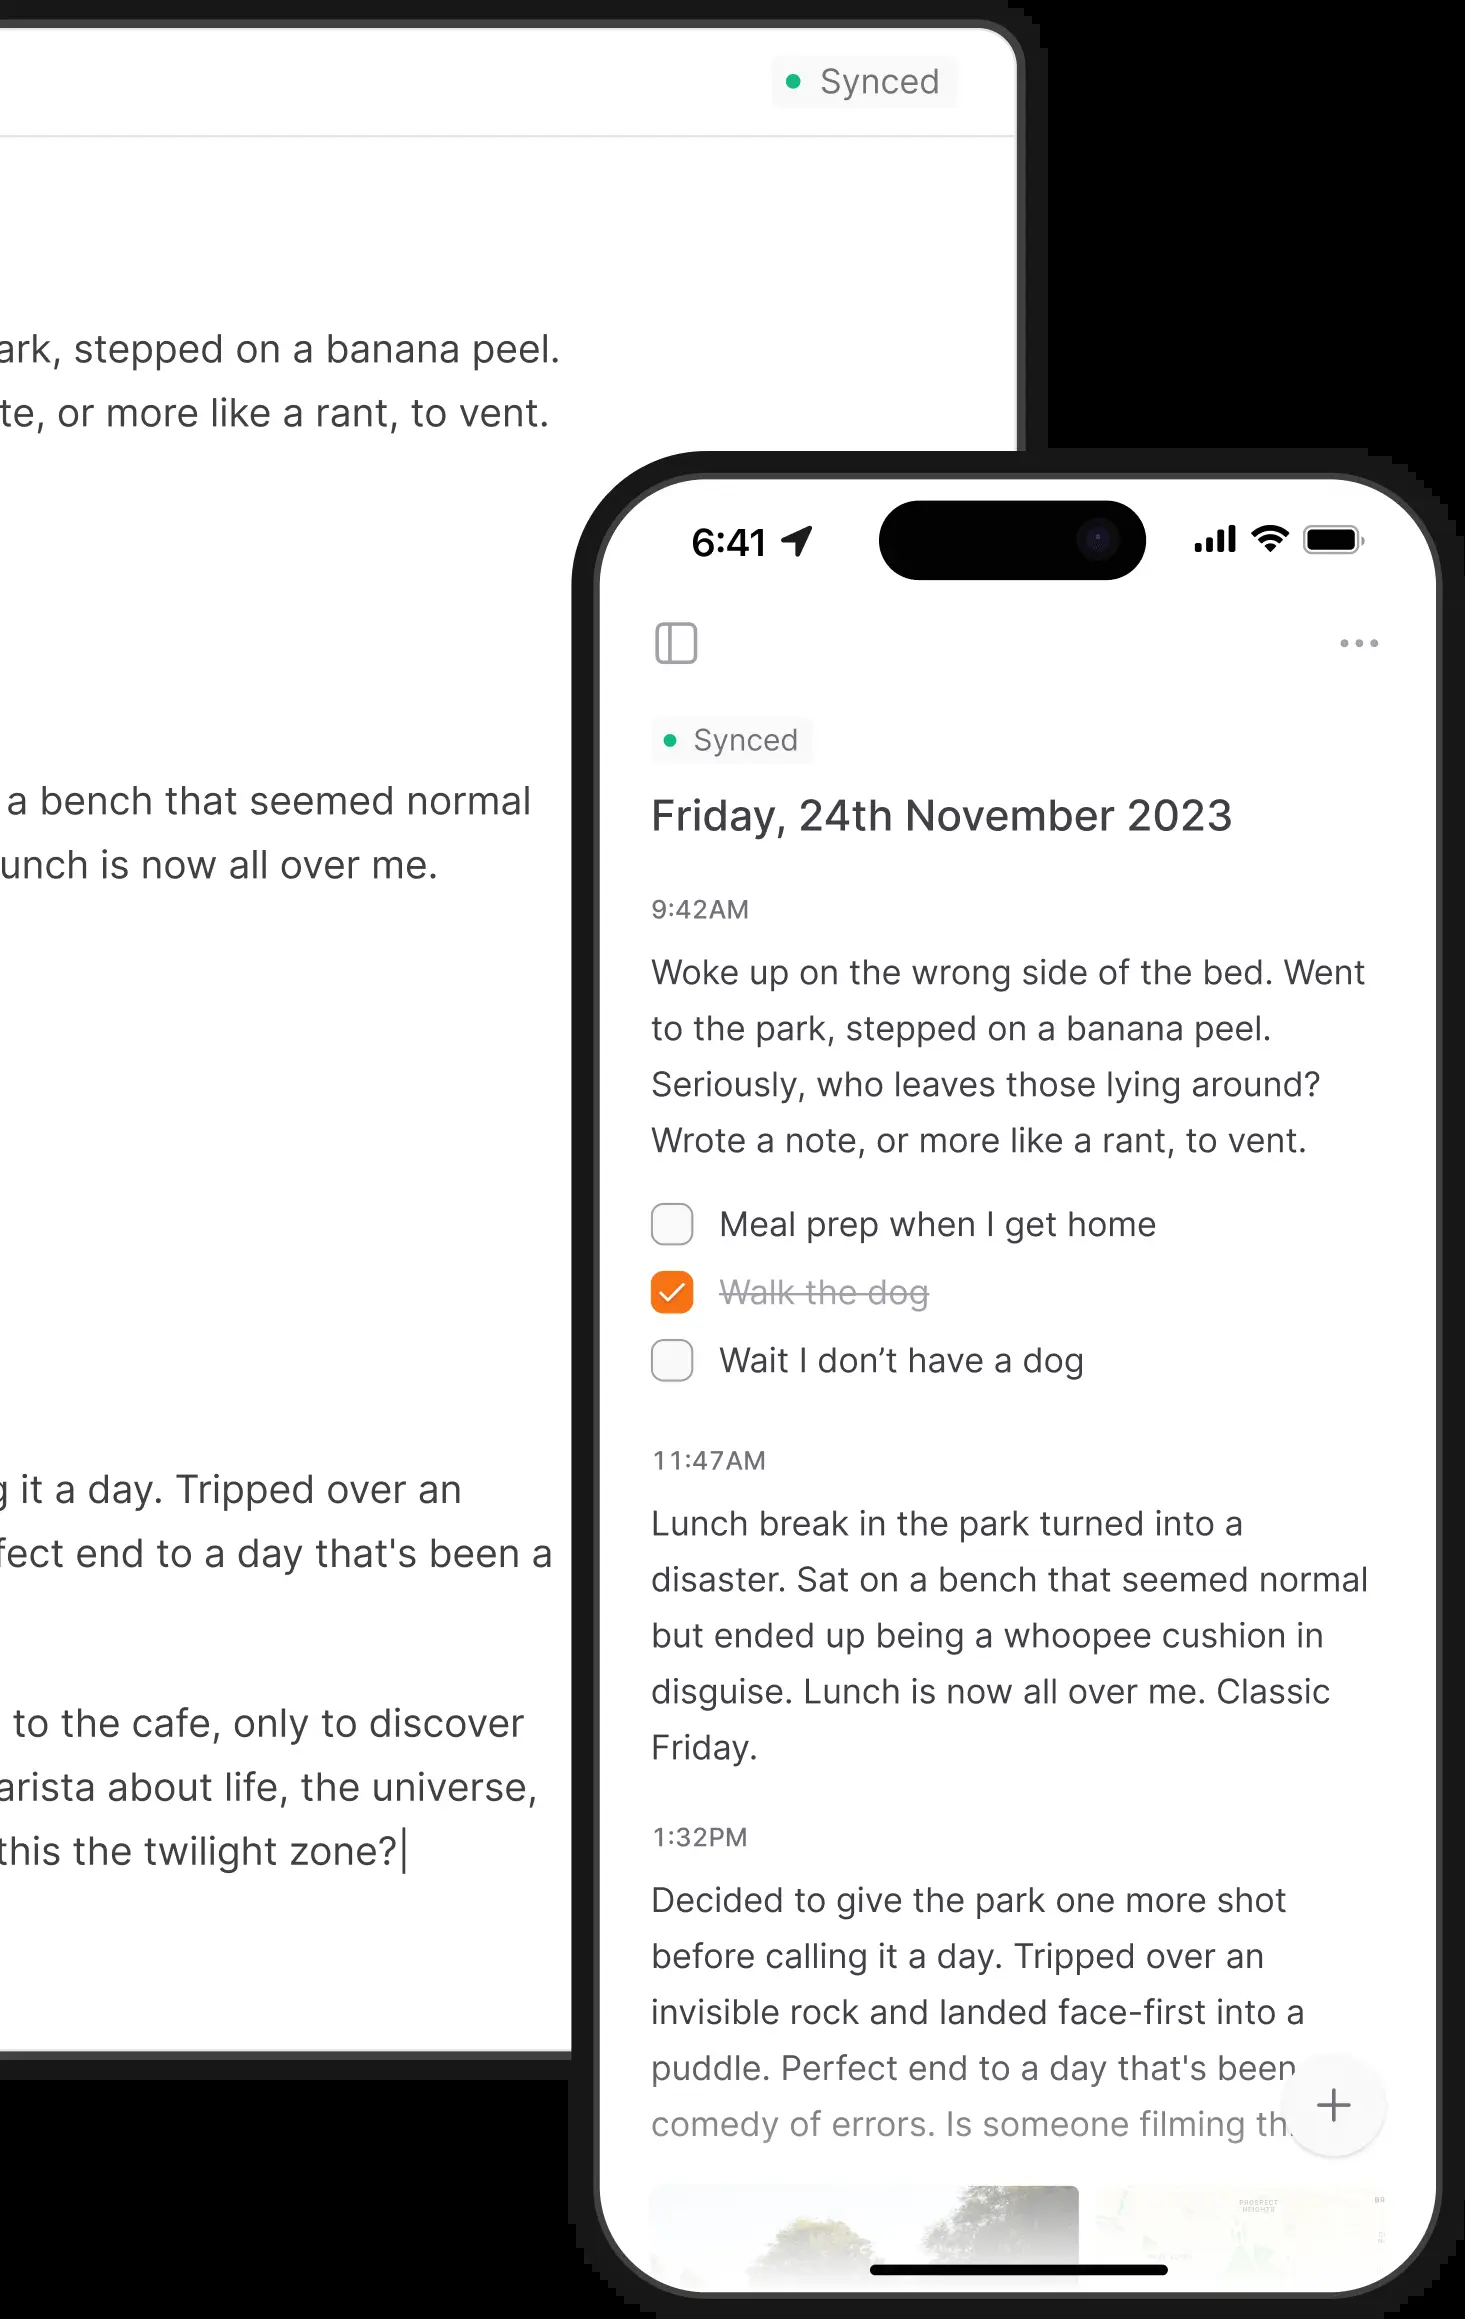 Synced
ark, stepped on a banana peel.
te, or more like a rant, to vent.
a bench that seemed normal
unch is now all over me.
g it a day. Tripped over an
fect end to a day that's been a
to the cafe, only to discover
arista about life, the universe,
this the twilight zone?
6:41
Synced
Friday, 24th November 2023
9:42AM
Woke up on the wrong side of the bed. Went
to the park, stepped on a banana peel.
Seriously, who leaves those lying around?
Wrote a note, or more like a rant, to vent.
Meal prep when I get home
Walk the dog
Wait I don’t have a dog
11:47AM
Lunch break in the park turned into a
disaster. Sat on a bench that seemed normal
but ended up being a whoopee cushion in
disguise. Lunch is now all over me. Classic
Friday.
1:32PM
Decided to give the park one more shot
before calling it a day. Tripped over an
invisible rock and landed face-first into a
puddle. Perfect end to a day that's been
comedy of errors. Is someone filming th
PROSPECT
HEIGHTS